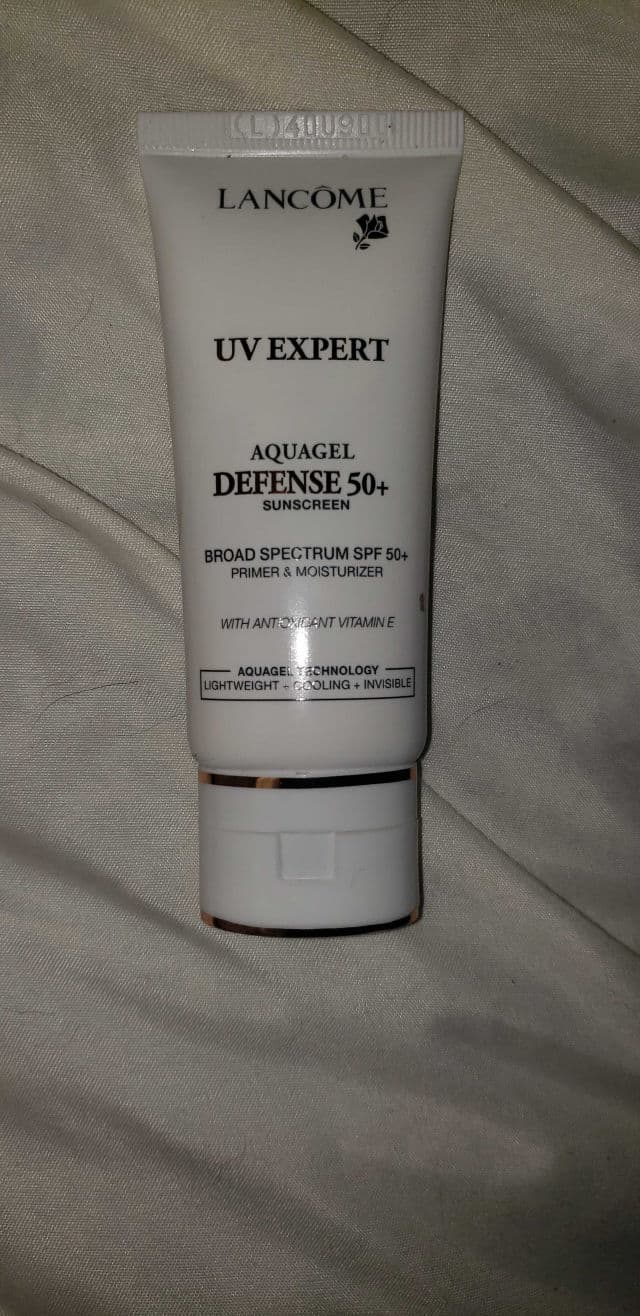 LANCÔME
UV EXPERT
AQUAGEL
DEFENSE 50+
SUNSCREEN
BROAD SPECTRUM SPF 50+
PRIMER & MOISTURIZER
WITH ANTIOXIDANT VITAMIN E
AQUAGEL TECHNOLOGY
LIGHTWEIGHT + COOLING + INVISIBLE